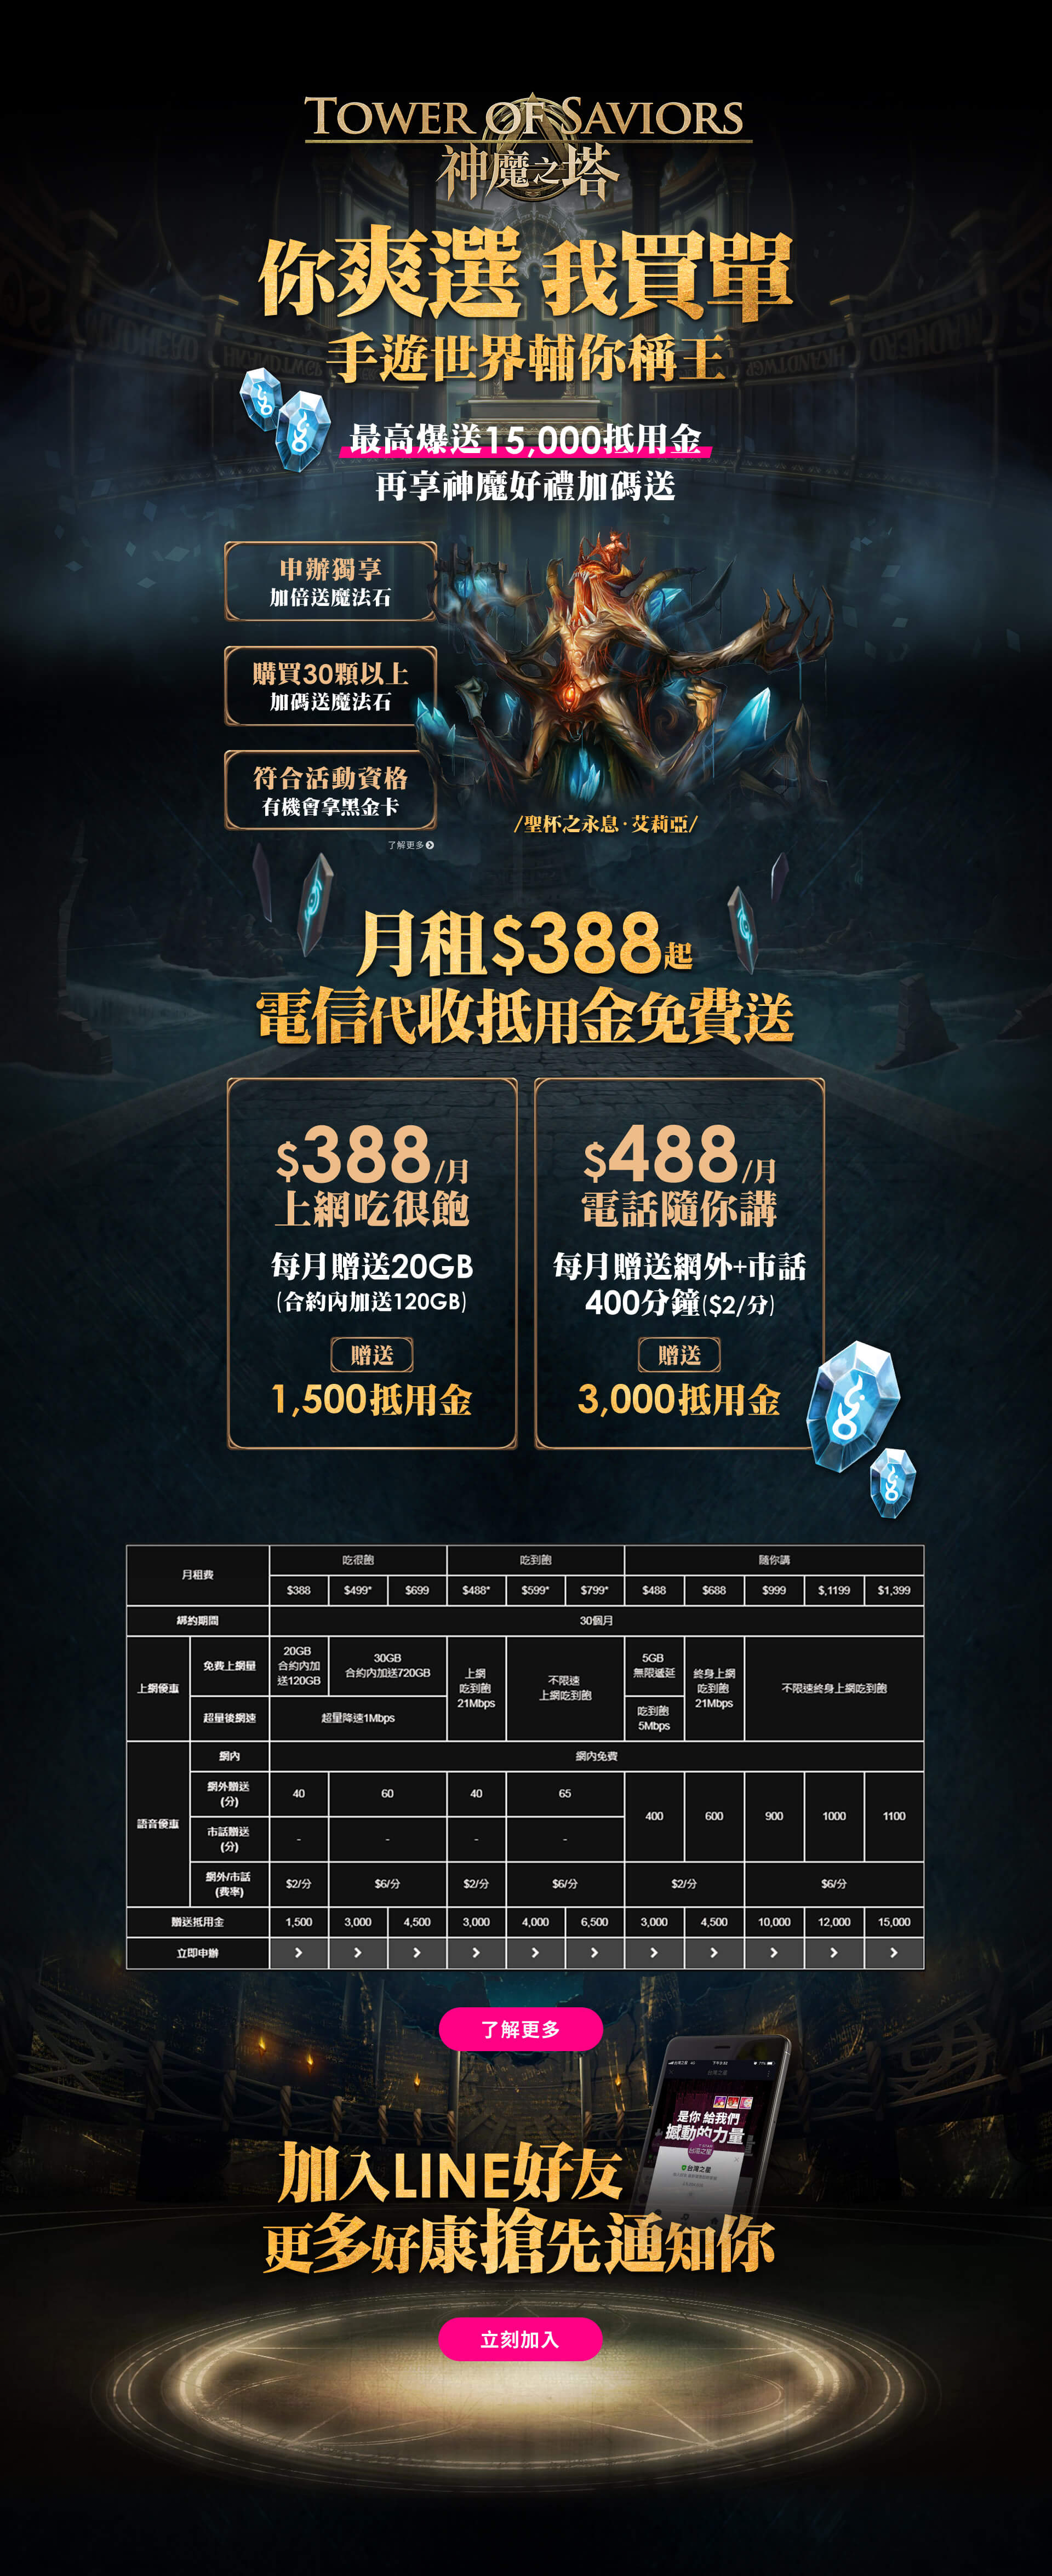 TOWER OF SAVIORS
神魔之塔
你爽選 我買單
手遊世界輔你稱王
最高爆送15,000抵用金
再享神魔好禮加碼送
申辦獨享
加倍送魔法石
購買30顆以上
加碼送魔法石
符合活動資格
有機會拿黑金卡
了解更多
/聖杯之永息·艾莉亞/
月租$388起
電信代收抵用金免費送
$388/月
上網吃很飽
每月贈送20GB
(合約內加送120GB)
贈送
1,500抵用金
$488/月
電話隨你講
每月贈送網外+市話
400分鐘($2/分)
贈送
3,000抵用金
月租費 吃很飽 吃到飽 隨你講
$388 $499* $699 $488* $599* $799* $488 $688 $999 $,1199 $1,399
綁約期間 30個月
上網優惠
免費上網量
20GB
合約內加
送120GB
30GB
合約內加送720GB
上網
吃到飽
21Mbps
不限速
上網吃到飽
5GB
無限遞延
終身上網
吃到飽
21Mbps
不限速終身上網吃到飽
超量後網速 超量降速1Mbps
吃到飽
5Mbps
語音優惠
網內 網內免費
網外贈送
(分)
40 60 40 65
400 600 900 1000 1100
市話贈送
(分)
- - - -
網外/市話
(費率)
$2/分 $6/分 $2/分 $6/分 $2/分 $6/分
贈送抵用金 1,500 3,000 4,500 3,000 4,000 6,500 3,000 4,500 10,000 12,000 15,000
立即申辦
了解更多
台灣之星
是你 給我們
撼動的力量
台灣之星
台灣之星
加入LINE好友
更多好康搶先通知你
立刻加入